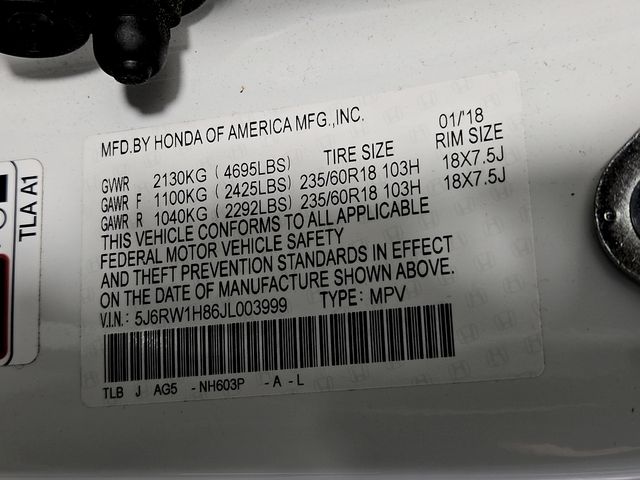 MFD.BY HONDA OF AMERICA MFG.,INC. 01/'18
TIRE SIZE RIM SIZE
GVWR 2130KG ( 4695LBS)
GAWR F 1100KG ( 2425LBS) 235/60R18 103H 18X7.5J
GAWR R 1040KG ( 2292LBS) 235/60R18 103H 18X7.5J
THIS VEHICLE CONFORMS TO ALL APPLICABLE
FEDERAL MOTOR VEHICLE SAFETY
AND THEFT PREVENTION STANDARDS IN EFFECT
ON THE DATE OF MANUFACTURE SHOWN ABOVE.
V.I.N.: 5J6RW1H86JL003999 TYPE: MPV
TLB J AG5 - NH603P - A - L
TLA A1